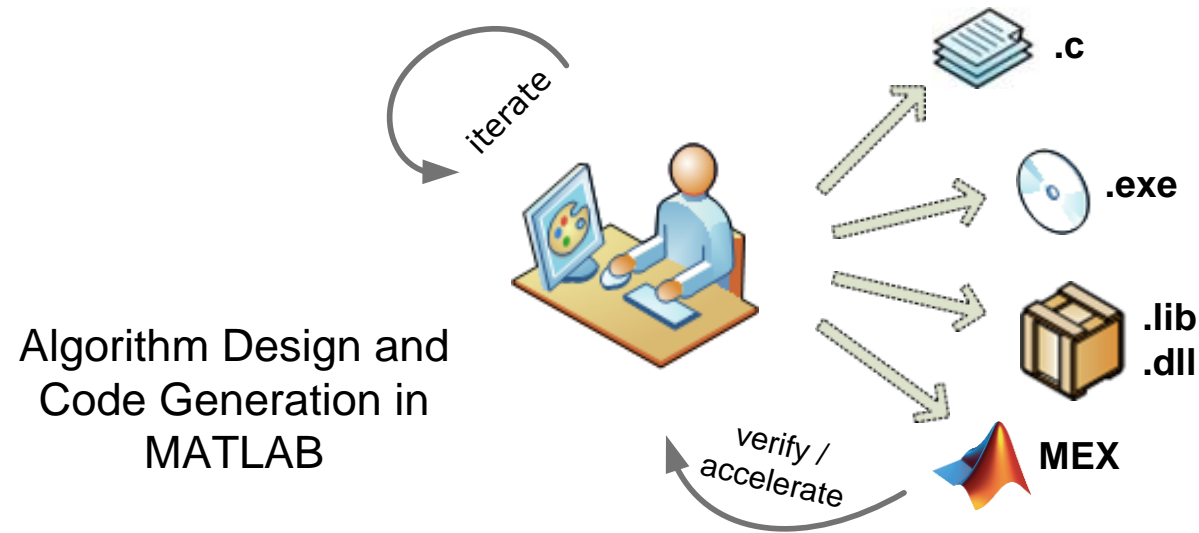 iterate
.c
.exe
.lib
.dll
MEX
verify /
accelerate
Algorithm Design and
Code Generation in
MATLAB